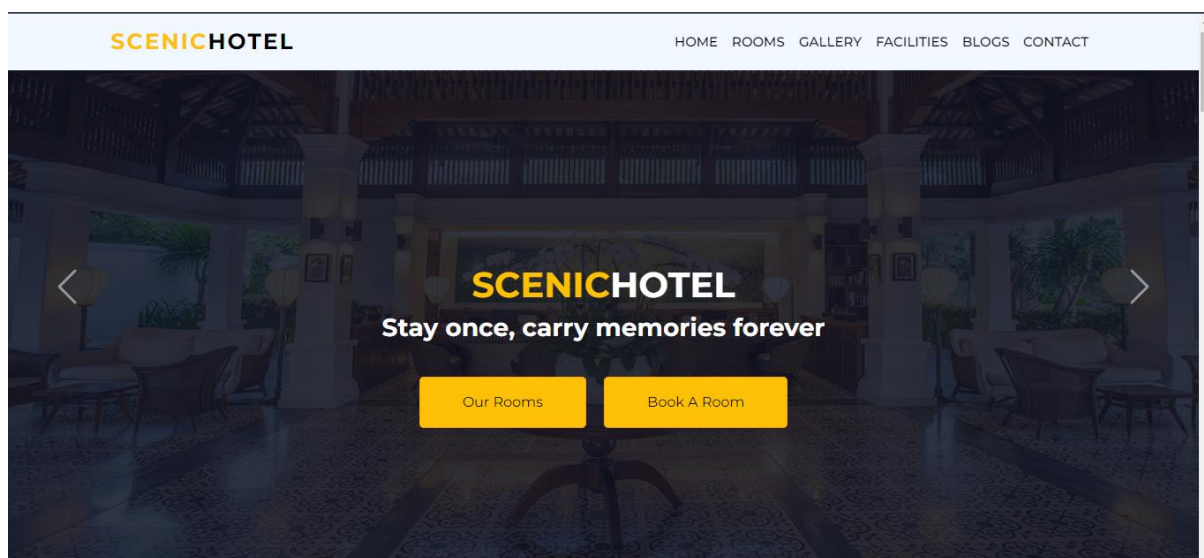 SCENICHOTEL
HOME ROOMS GALLERY FACILITIES BLOGS CONTACT
SCENICHOTEL
Stay once, carry memories forever
Our Rooms
Book A Room